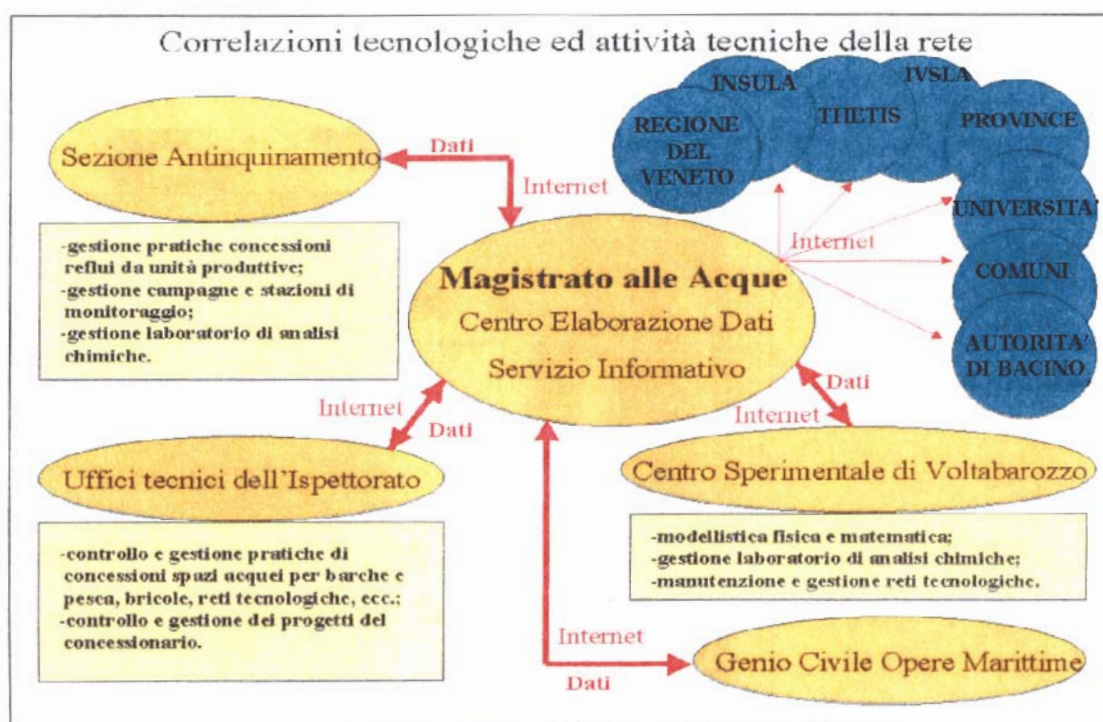 Correlazioni tecnologiche ed attività tecniche della rete
INSULA
IVSLA
THETIS
PROVINCE
REGIONE
DEL
VENETO
UNIVERSITA'
COMUNI
AUTORITA'
DI BACINO
Internet
Sezione Antinquinamento
Dati
Internet
-gestione pratiche concessioni
reflui da unità produttive;
-gestione campagne e stazioni di
monitoraggio;
-gestione laboratorio di analisi
chimiche.
Magistrato alle Acque
Centro Elaborazione Dati
Servizio Informativo
Internet
Dati
Dati
Internet
Uffici tecnici dell'Ispettorato
-controllo e gestione pratiche di
concessioni spazi acquei per barche e
pesca, bricole, reti tecnologiche, ecc.;
-controllo e gestione dei progetti del
concessionario.
Centro Sperimentale di Voltabarozzo
-modellistica fisica e matematica;
-gestione laboratorio di analisi chimiche;
-manutenzione e gestione reti tecnologiche.
Internet
Dati
Genio Civile Opere Marittime